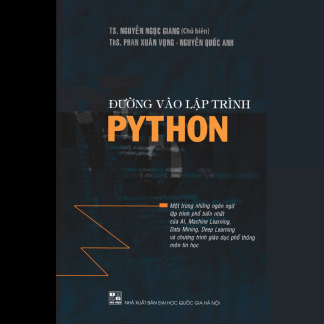 TS. NGUYỄN NGỌC GIANG (Chủ biên)
ThS. PHAN XUÂN VỌNG - NGUYỄN QUỐC ANH
ĐƯỜNG VÀO LẬP TRÌNH
PYTHON
Một trong những ngôn ngữ
lập trình phổ biến nhất
của AI, Machine Learning,
Data Mining, Deep Learning
và chương trình giáo dục phổ thông
môn tin học
NHÀ XUẤT BẢN ĐẠI HỌC QUỐC GIA HÀ NỘI